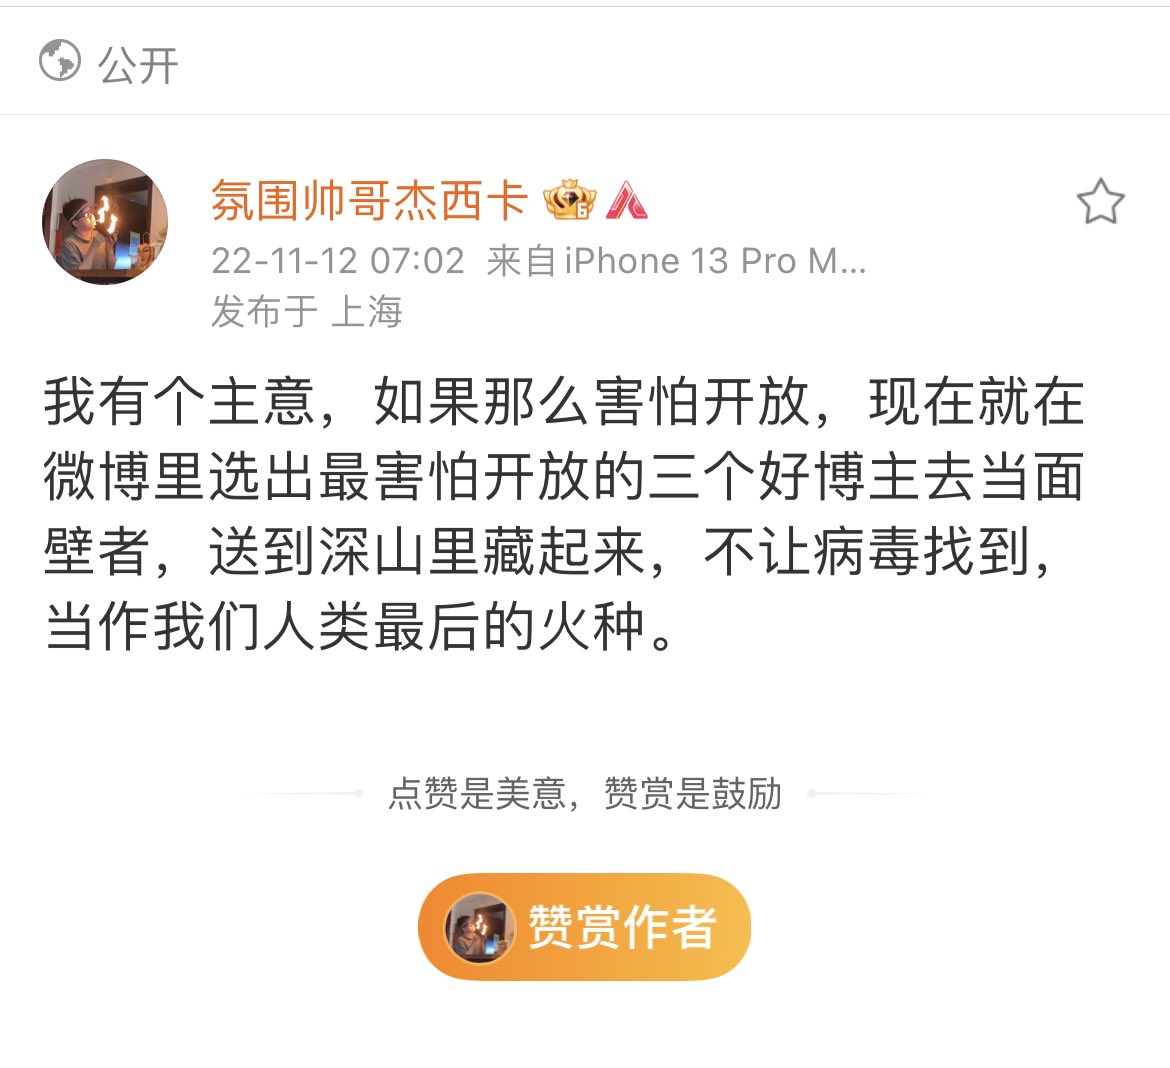 公开
氛围帅哥杰西卡
22-11-12 07:02 来自iPhone 13 Pro M...
发布于 上海
我有个主意，如果那么害怕开放，现在就在
微博里选出最害怕开放的三个好博主去当面
壁者，送到深山里藏起来，不让病毒找到，
当作我们人类最后的火种。
点赞是美意，赞赏是鼓励
赞赏作者